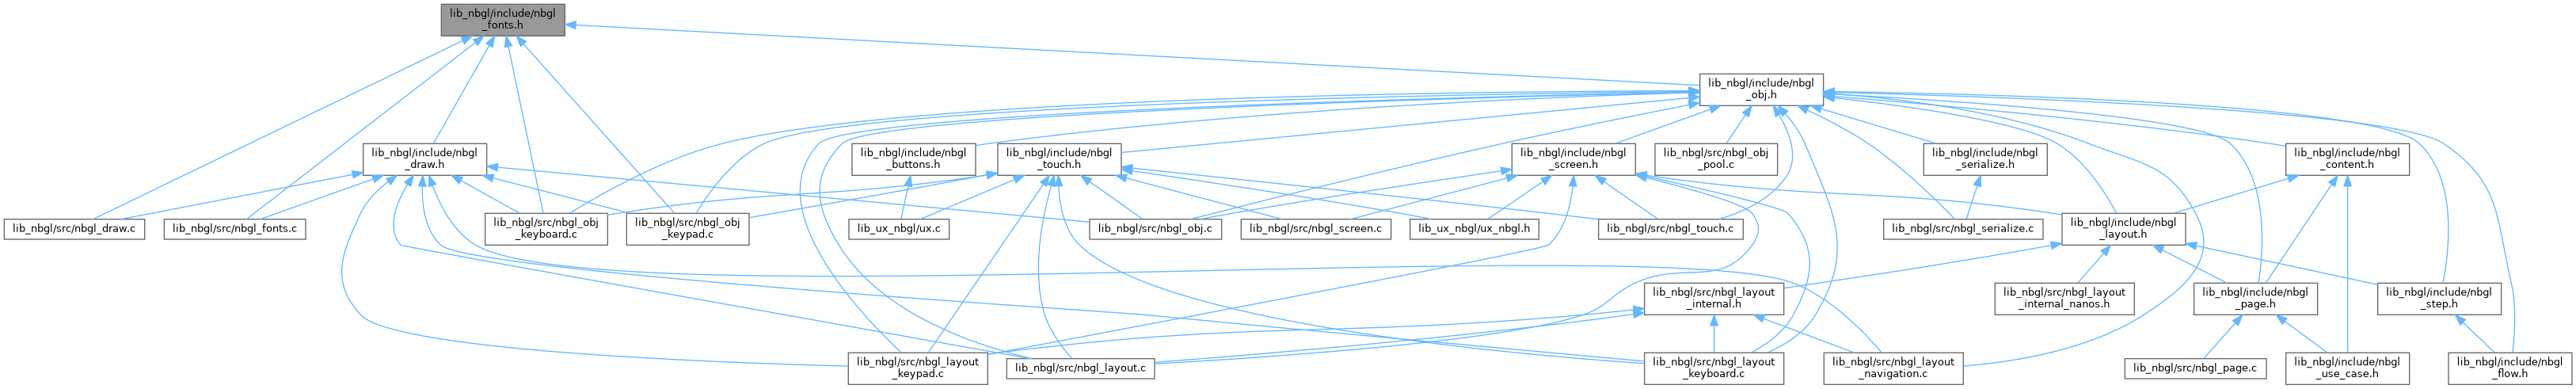 lib_nbgl/include/nbgl
_fonts.h
lib_nbgl/include/nbgl
_obj.h
lib_nbgl/include/nbgl
_draw.h
lib_nbgl/include/nbgl
_buttons.h
lib_nbgl/include/nbgl
_touch.h
lib_nbgl/include/nbgl
_screen.h
lib_nbgl/src/nbgl_obj
_pool.c
lib_nbgl/include/nbgl
_serialize.h
lib_nbgl/include/nbgl
_content.h
lib_nbgl/src/nbgl_draw.c
lib_nbgl/src/nbgl_fonts.c
lib_nbgl/src/nbgl_obj
_keyboard.c
lib_nbgl/src/nbgl_obj
_keypad.c
lib_ux_nbgl/ux.c
lib_nbgl/src/nbgl_obj.c
lib_nbgl/src/nbgl_screen.c
lib_ux_nbgl/ux_nbgl.h
lib_nbgl/src/nbgl_touch.c
lib_nbgl/src/nbgl_serialize.c
lib_nbgl/include/nbgl
_layout.h
lib_nbgl/src/nbgl_layout
_internal.h
lib_nbgl/src/nbgl_layout
_internal_nanos.h
lib_nbgl/include/nbgl
_page.h
lib_nbgl/include/nbgl
_step.h
lib_nbgl/src/nbgl_layout
_keypad.c
lib_nbgl/src/nbgl_layout.c
lib_nbgl/src/nbgl_layout
_keyboard.c
lib_nbgl/src/nbgl_layout
_navigation.c
lib_nbgl/src/nbgl_page.c
lib_nbgl/include/nbgl
_use_case.h
lib_nbgl/include/nbgl
_flow.h